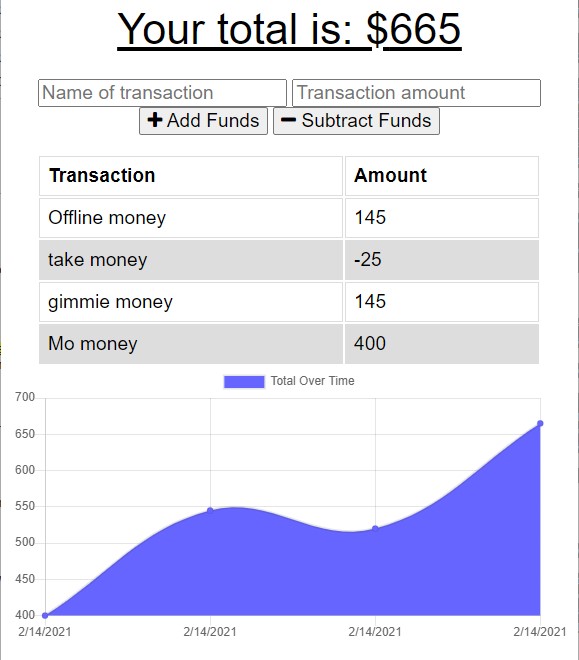 Your total is: $665
Name of transaction Transaction amount
+ Add Funds − Subtract Funds
Transaction Amount
Offline money 145
take money -25
gimmie money 145
Mo money 400
Total Over Time
700
650
600
550
500
450
400
2/14/2021 2/14/2021 2/14/2021 2/14/2021